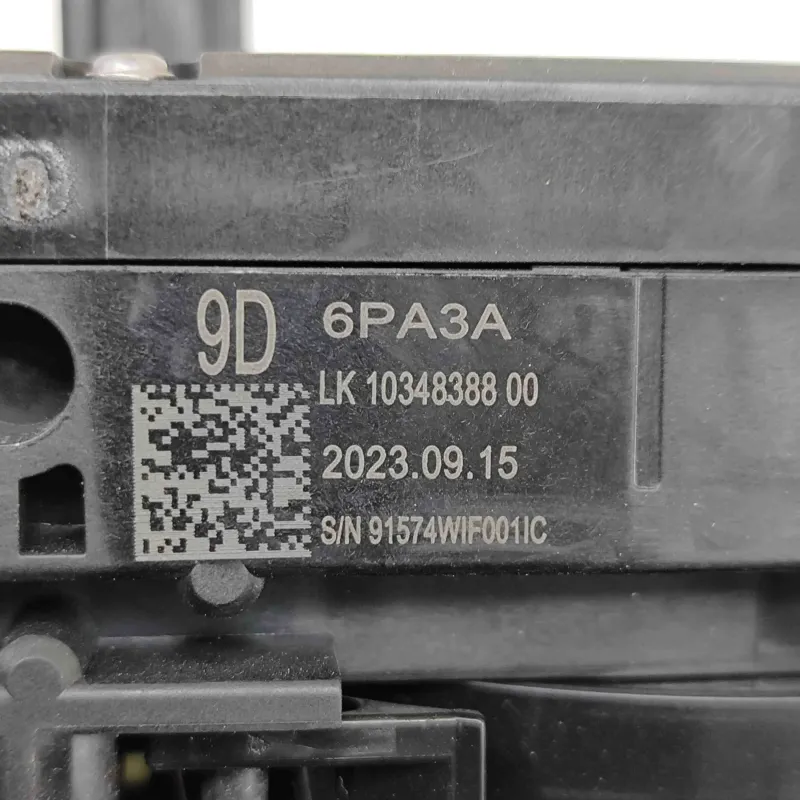 9D
6PA3A
LK 10348388 00
2023.09.15
S/N 91574WIF001IC